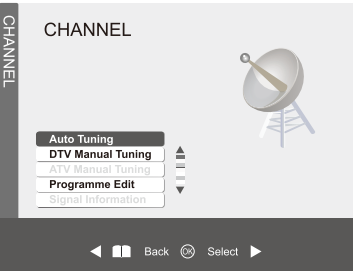 CHANNEL
CHANNEL
Auto Tuning
DTV Manual Tuning
ATV Manual Tuning
Programme Edit
Signal Information
Back OK Select